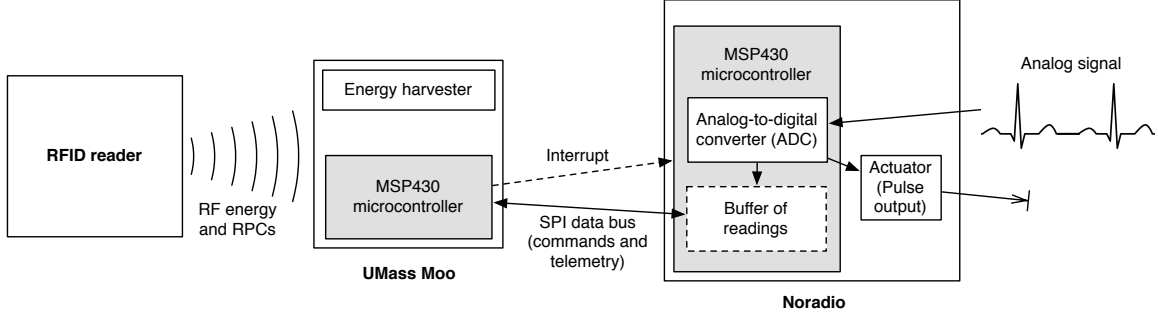 RFID reader
RF energy
and RPCs
Energy harvester
MSP430
microcontroller
UMass Moo
Interrupt
SPI data bus
(commands and
telemetry)
MSP430
microcontroller
Analog-to-digital
converter (ADC)
Buffer of
readings
Actuator
(Pulse
output)
Noradio
Analog signal